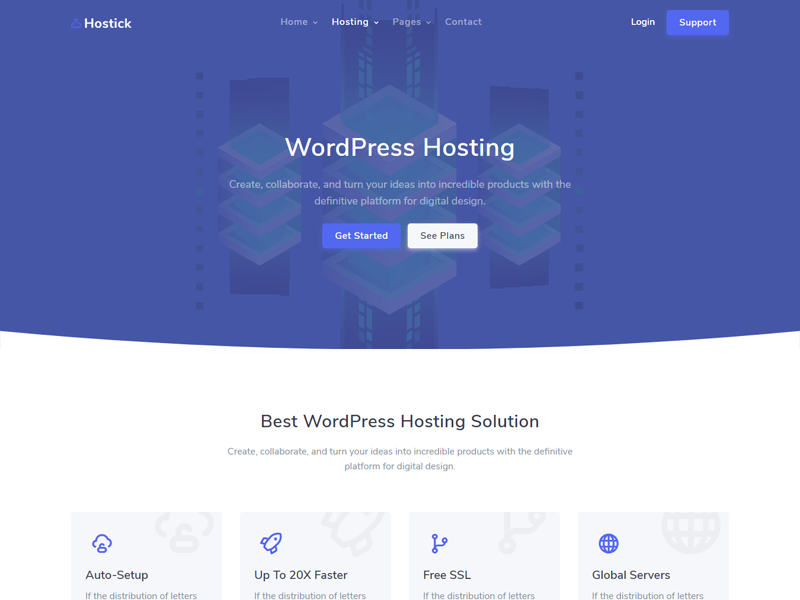 Hostick
Home Hosting Pages Contact
Login Support
WordPress Hosting
Create, collaborate, and turn your ideas into incredible products with the
definitive platform for digital design.
Get Started See Plans
Best WordPress Hosting Solution
Create, collaborate, and turn your ideas into incredible products with the definitive
platform for digital design.
Auto-Setup
If the distribution of letters
Up To 20X Faster
If the distribution of letters
Free SSL
If the distribution of letters
Global Servers
If the distribution of letters